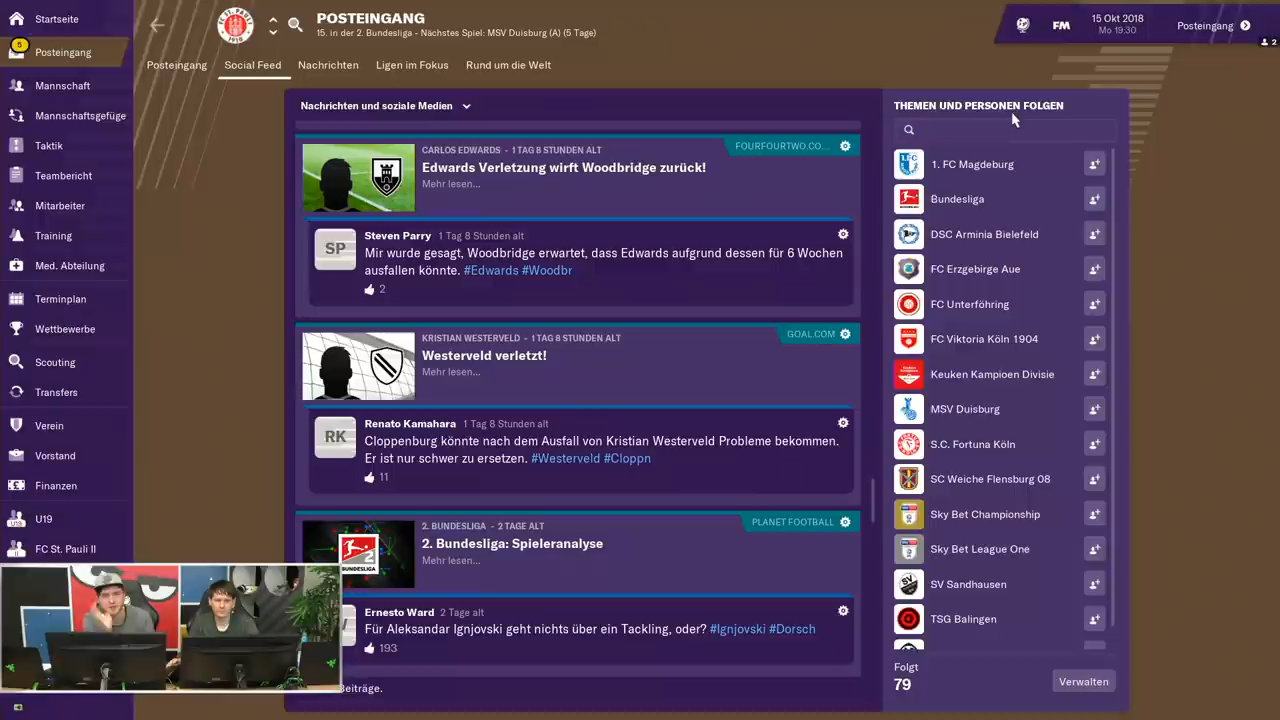 Startseite
5
Posteingang
Mannschaft
Mannschaftsgefüge
Taktik
Teambericht
Mitarbeiter
Training
Med. Abteilung
Terminplan
Wettbewerbe
Scouting
Transfers
Verein
Vorstand
Finanzen
U19
FC St. Pauli II
POSTEINGANG
15. in der 2. Bundesliga - Nächstes Spiel: MSV Duisburg (A) (5 Tage)
FM
15 Okt 2018
Mo 19:30
Posteingang
2
Posteingang
Social Feed
Nachrichten
Ligen im Fokus
Rund um die Welt
Nachrichten und soziale Medien
CARLOS EDWARDS - 1 TAG 8 STUNDEN ALT
FOURFOURTWO.CO...
Edwards Verletzung wirft Woodbridge zurück!
Mehr lesen...
SP
Steven Parry 1 Tag 8 Stunden alt
Mir wurde gesagt, Woodbridge erwartet, dass Edwards aufgrund dessen für 6 Wochen
ausfallen könnte. #Edwards #Woodbr
2
KRISTIAN WESTERVELD - 1 TAG 8 STUNDEN ALT
GOAL.COM
Westerveld verletzt!
Mehr lesen...
RK
Renato Kamahara 1 Tag 8 Stunden alt
Cloppenburg könnte nach dem Ausfall von Kristian Westerveld Probleme bekommen.
Er ist nur schwer zu ersetzen. #Westerveld #Cloppn
11
2. BUNDESLIGA - 2 TAGE ALT
PLANET FOOTBALL
2. Bundesliga: Spieleranalyse
Mehr lesen...
Ernesto Ward 2 Tage alt
Für Aleksandar Ignjovski geht nichts über ein Tackling, oder? #Ignjovski #Dorsch
193
Beiträge.
THEMEN UND PERSONEN FOLGEN
1. FC Magdeburg
Bundesliga
DSC Arminia Bielefeld
FC Erzgebirge Aue
FC Unterföhring
FC Viktoria Köln 1904
Keuken Kampioen Divisie
MSV Duisburg
S.C. Fortuna Köln
SC Weiche Flensburg 08
Sky Bet Championship
Sky Bet League One
SV Sandhausen
TSG Balingen
Folgt
79
Verwalten